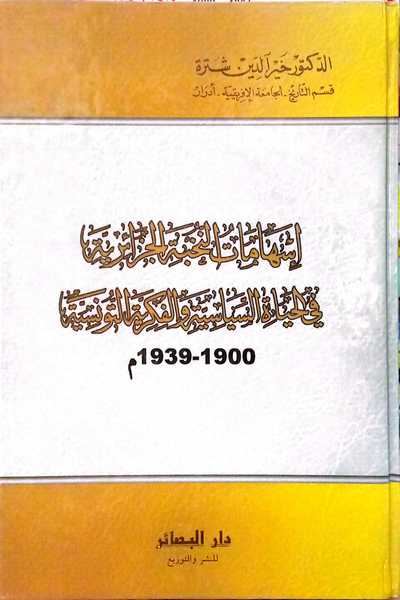 الدكتور خير الدين شترة
قسم التاريخ - الجامعة الإفريقية - أدرار
إسهامات النخبة الجزائرية
في الحياة السياسية والفكرية التونسية
1900-1939م
دار البصائر
للنشر والتوزيع